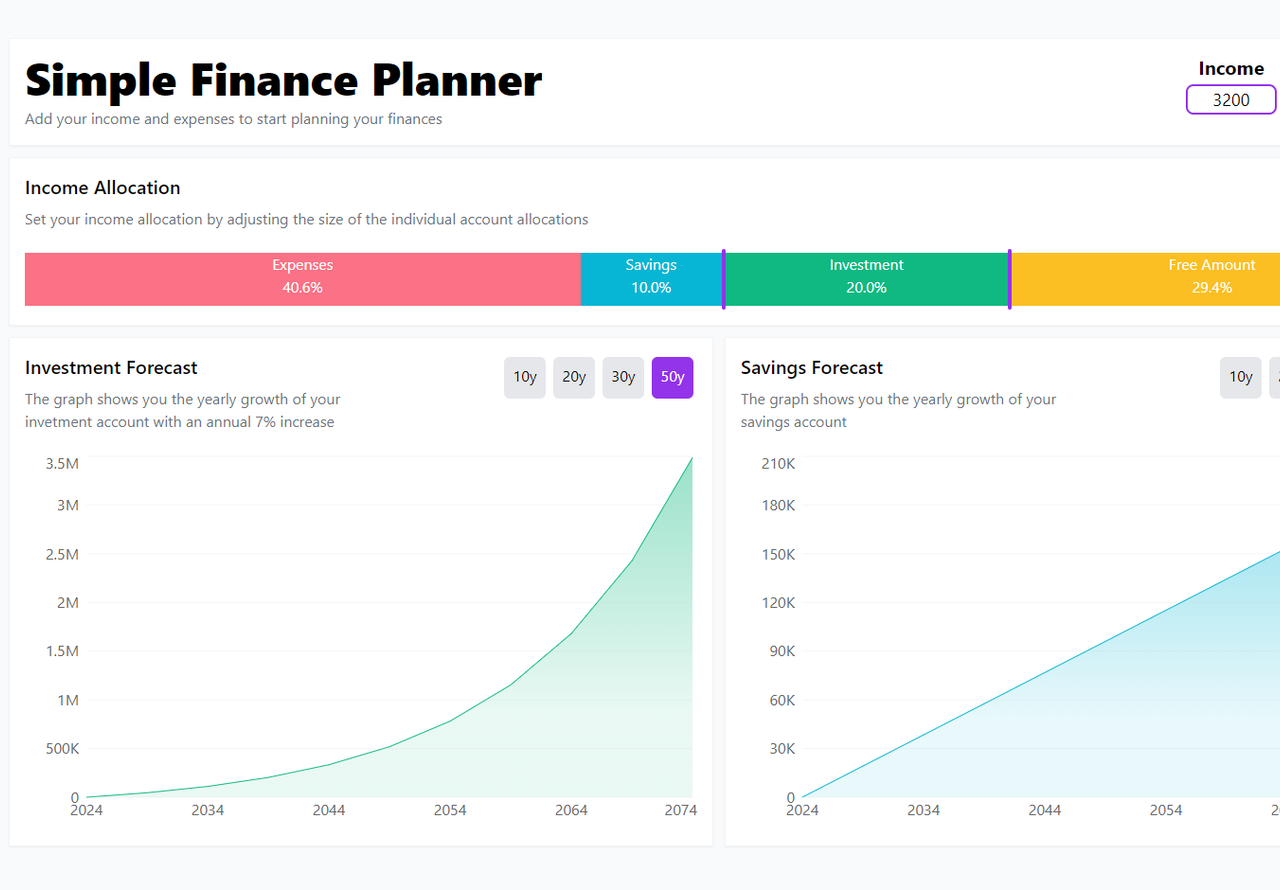 Simple Finance Planner
Add your income and expenses to start planning your finances
Income
3200
Income Allocation
Set your income allocation by adjusting the size of the individual account allocations
Expenses
40.6%
Savings
10.0%
Investment
20.0%
Free Amount
29.4%
Investment Forecast
The graph shows you the yearly growth of your
invetment account with an annual 7% increase
10y
20y
30y
50y
3.5M
3M
2.5M
2M
1.5M
1M
500K
0
2024
2034
2044
2054
2064
2074
Savings Forecast
The graph shows you the yearly growth of your
savings account
10y
210K
180K
150K
120K
90K
60K
30K
0
2024
2034
2044
2054